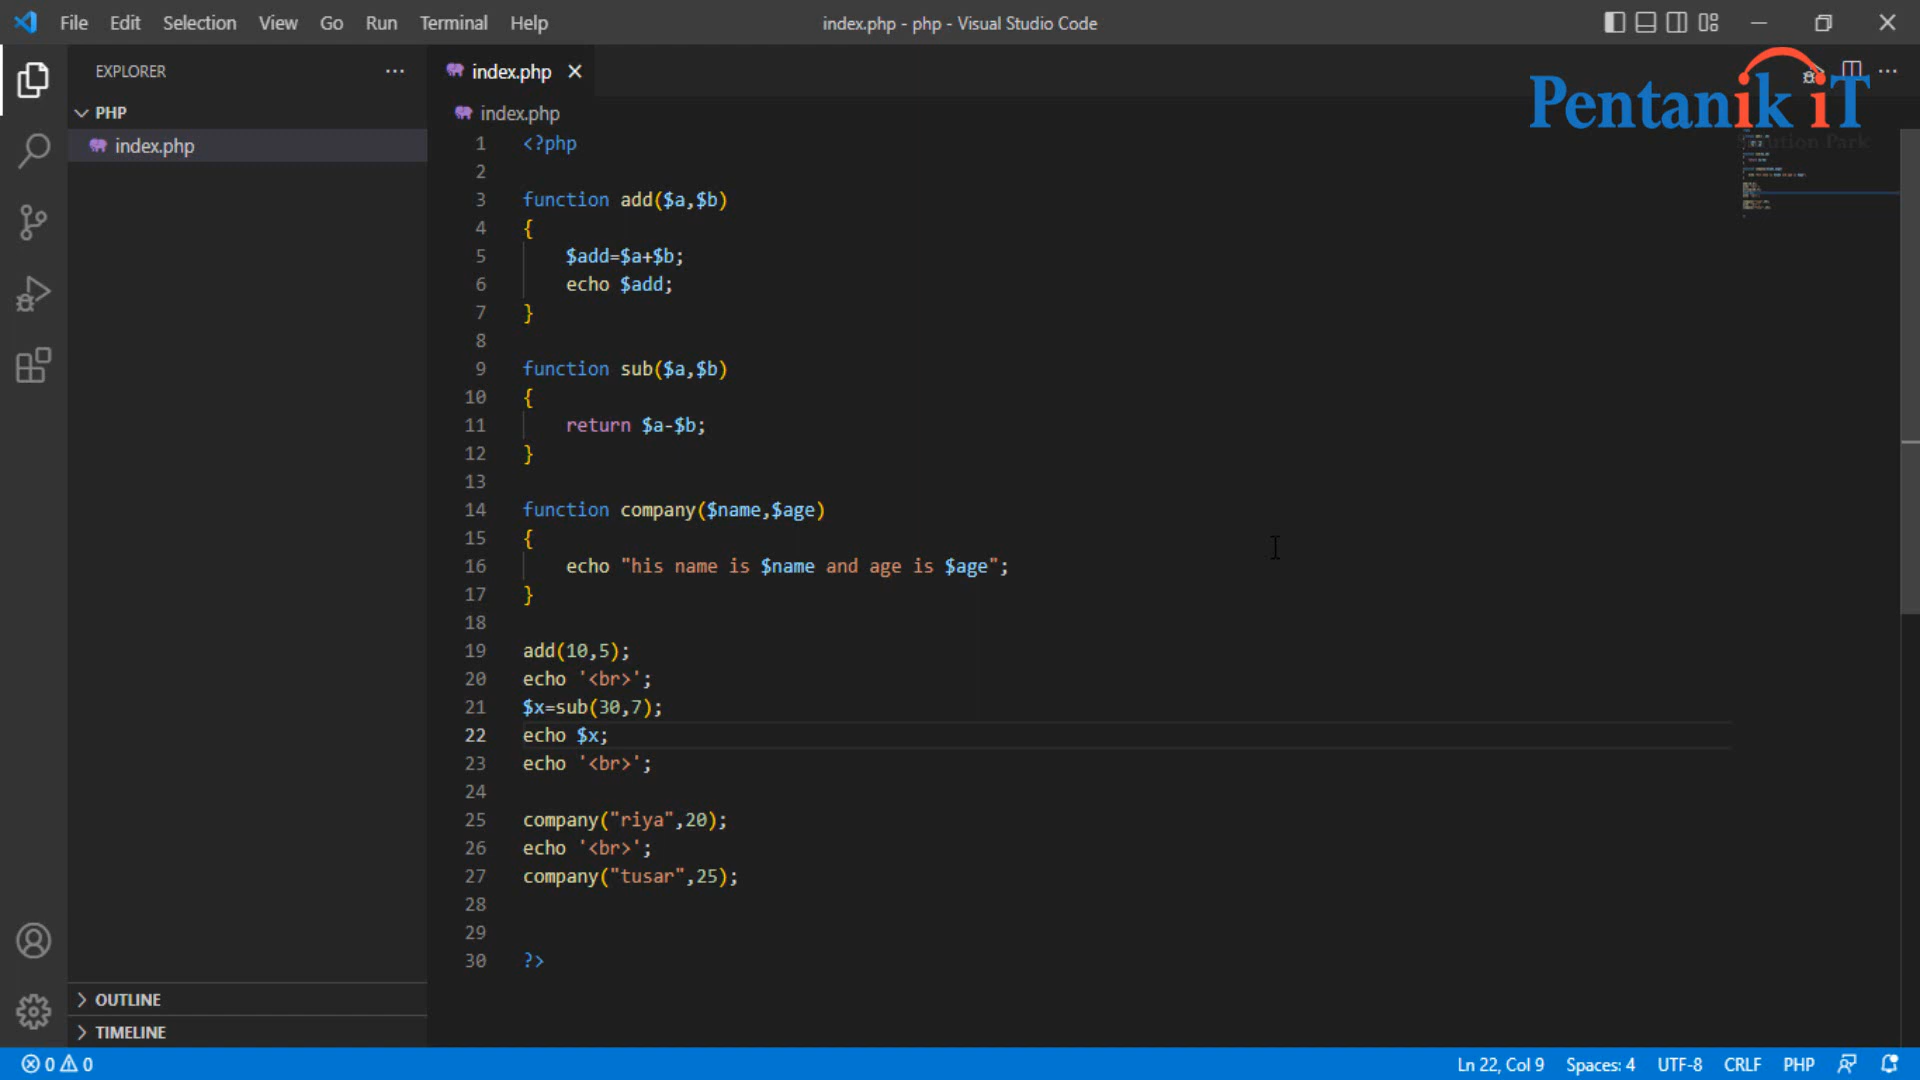 File Edit Selection View Go Run Terminal Help
index.php - php - Visual Studio Code
EXPLORER
PHP
index.php
OUTLINE
TIMELINE
index.php
Pentanik iT
Solution Park
index.php
1 <?php
2
3 function add($a,$b)
4 {
5 $add=$a+$b;
6 echo $add;
7 }
8
9 function sub($a,$b)
10 {
11 return $a-$b;
12 }
13
14 function company($name,$age)
15 {
16 echo "his name is $name and age is $age";
17 }
18
19 add(10,5);
20 echo '<br>';
21 $x=sub(30,7);
22 echo $x;
23 echo '<br>';
24
25 company("riya",20);
26 echo '<br>';
27 company("tusar",25);
28
29
30 ?>
0 0
Ln 22, Col 9 Spaces: 4 UTF-8 CRLF PHP